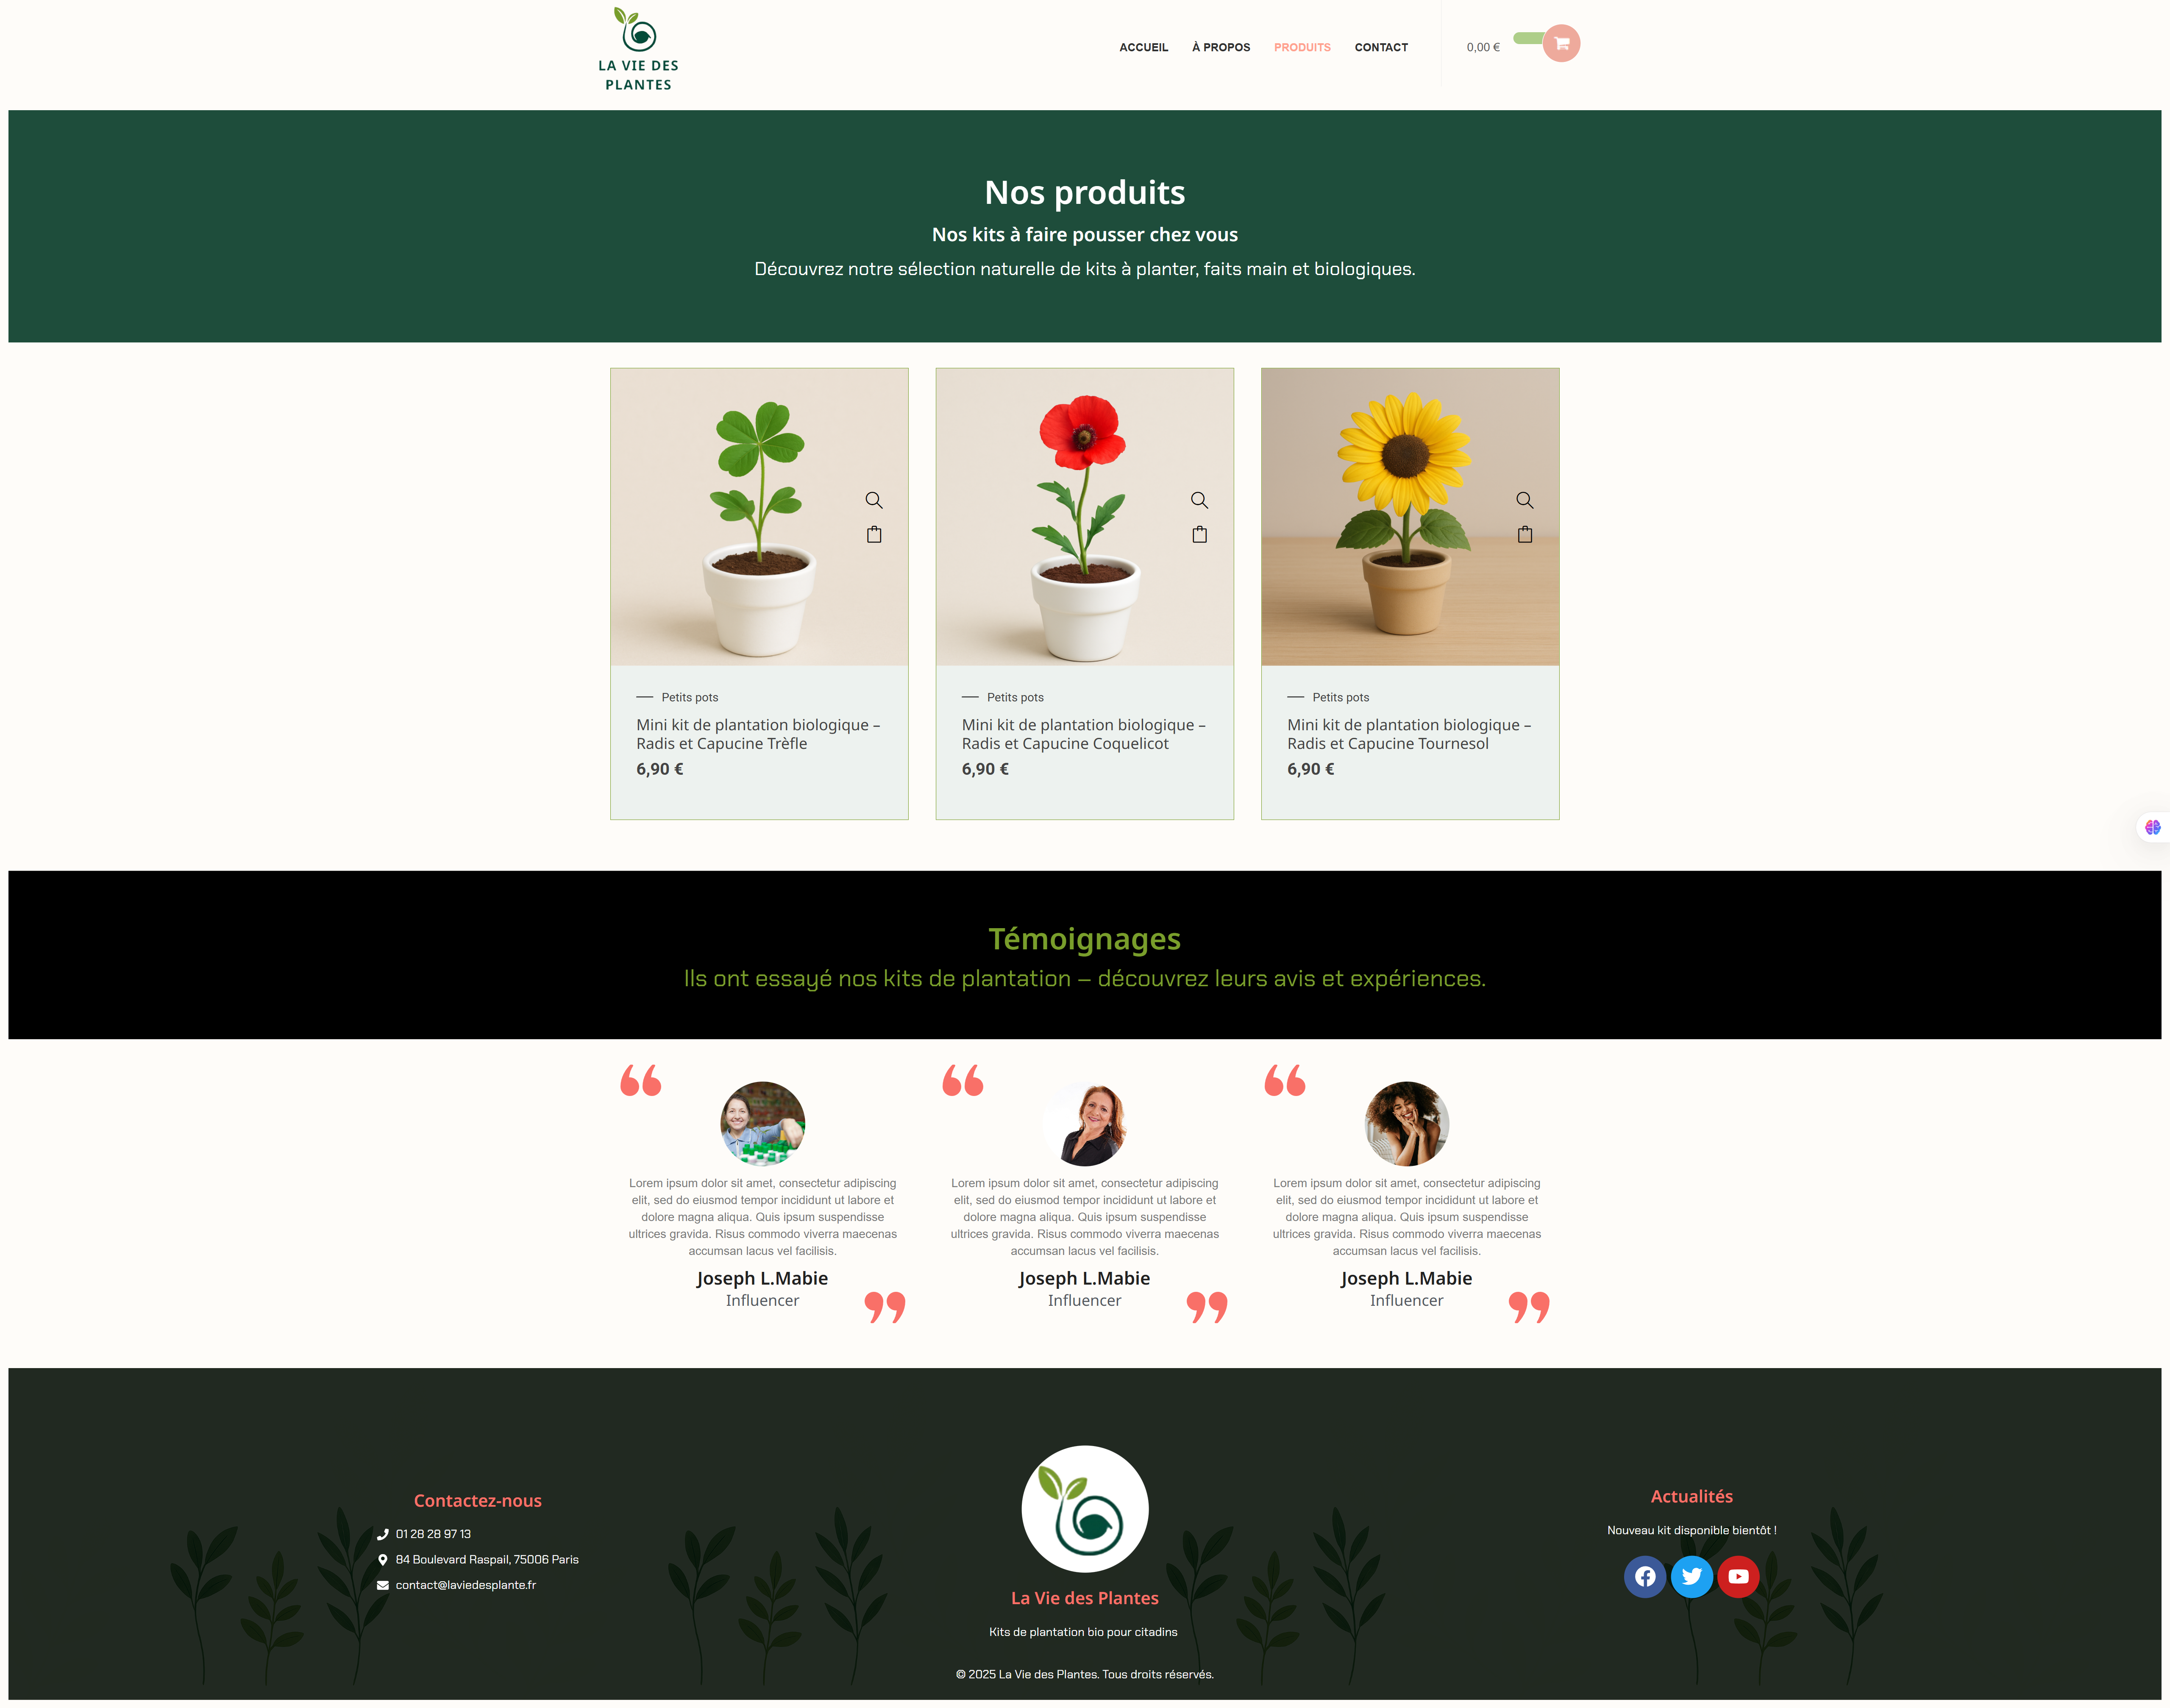 LA VIE DES
PLANTES
ACCUEIL
À PROPOS
PRODUITS
CONTACT
0,00 €
Nos produits
Nos kits à faire pousser chez vous
Découvrez notre sélection naturelle de kits à planter, faits main et biologiques.
Petits pots
Mini kit de plantation biologique –
Radis et Capucine Trèfle
6,90 €
Petits pots
Mini kit de plantation biologique –
Radis et Capucine Coquelicot
6,90 €
Petits pots
Mini kit de plantation biologique –
Radis et Capucine Tournesol
6,90 €
Témoignages
Ils ont essayé nos kits de plantation – découvrez leurs avis et expériences.
Lorem ipsum dolor sit amet, consectetur adipiscing
elit, sed do eiusmod tempor incididunt ut labore et
dolore magna aliqua. Quis ipsum suspendisse
ultrices gravida. Risus commodo viverra maecenas
accumsan lacus vel facilisis.
Joseph L.Mabie
Influencer
Lorem ipsum dolor sit amet, consectetur adipiscing
elit, sed do eiusmod tempor incididunt ut labore et
dolore magna aliqua. Quis ipsum suspendisse
ultrices gravida. Risus commodo viverra maecenas
accumsan lacus vel facilisis.
Joseph L.Mabie
Influencer
Lorem ipsum dolor sit amet, consectetur adipiscing
elit, sed do eiusmod tempor incididunt ut labore et
dolore magna aliqua. Quis ipsum suspendisse
ultrices gravida. Risus commodo viverra maecenas
accumsan lacus vel facilisis.
Joseph L.Mabie
Influencer
Contactez-nous
01 28 28 97 13
84 Boulevard Raspail, 75006 Paris
contact@laviedesplante.fr
La Vie des Plantes
Kits de plantation bio pour citadins
© 2025 La Vie des Plantes. Tous droits réservés.
Actualités
Nouveau kit disponible bientôt !